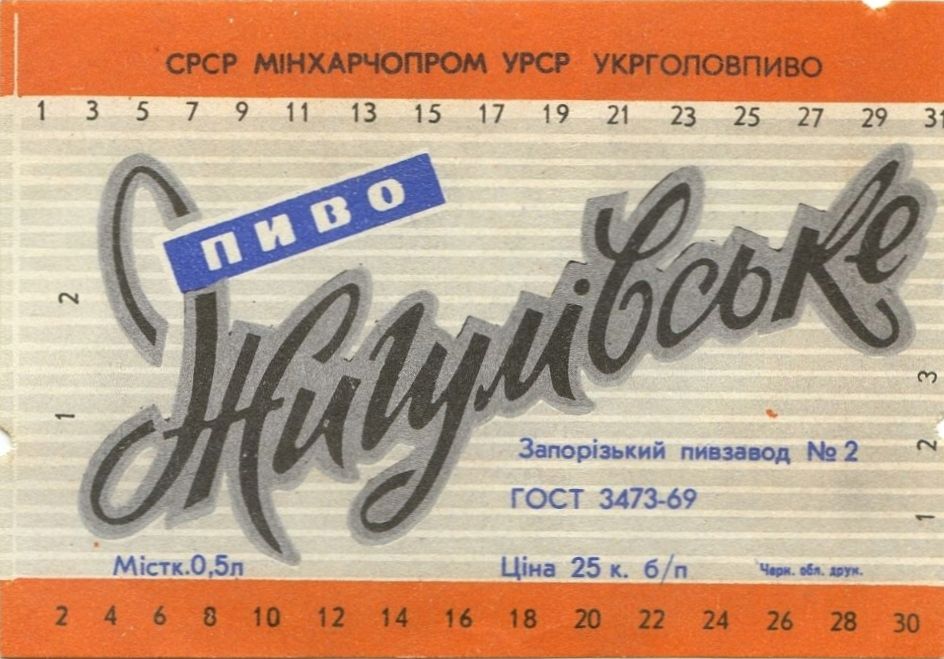 СРСР МІНХАРЧОПРОМ УРСР УКРГОЛОВПИВО
1 3 5 7 9 11 13 15 17 19 21 23 25 27 29 31
ПИВО
Жигулівське
2
1
3
2
1
Запорізький пивзавод №2
ГОСТ 3473-69
Містк.0,5л
Ціна 25 к. б/п
Черн. обл. друк.
2 4 6 8 10 12 14 16 18 20 22 24 26 28 30